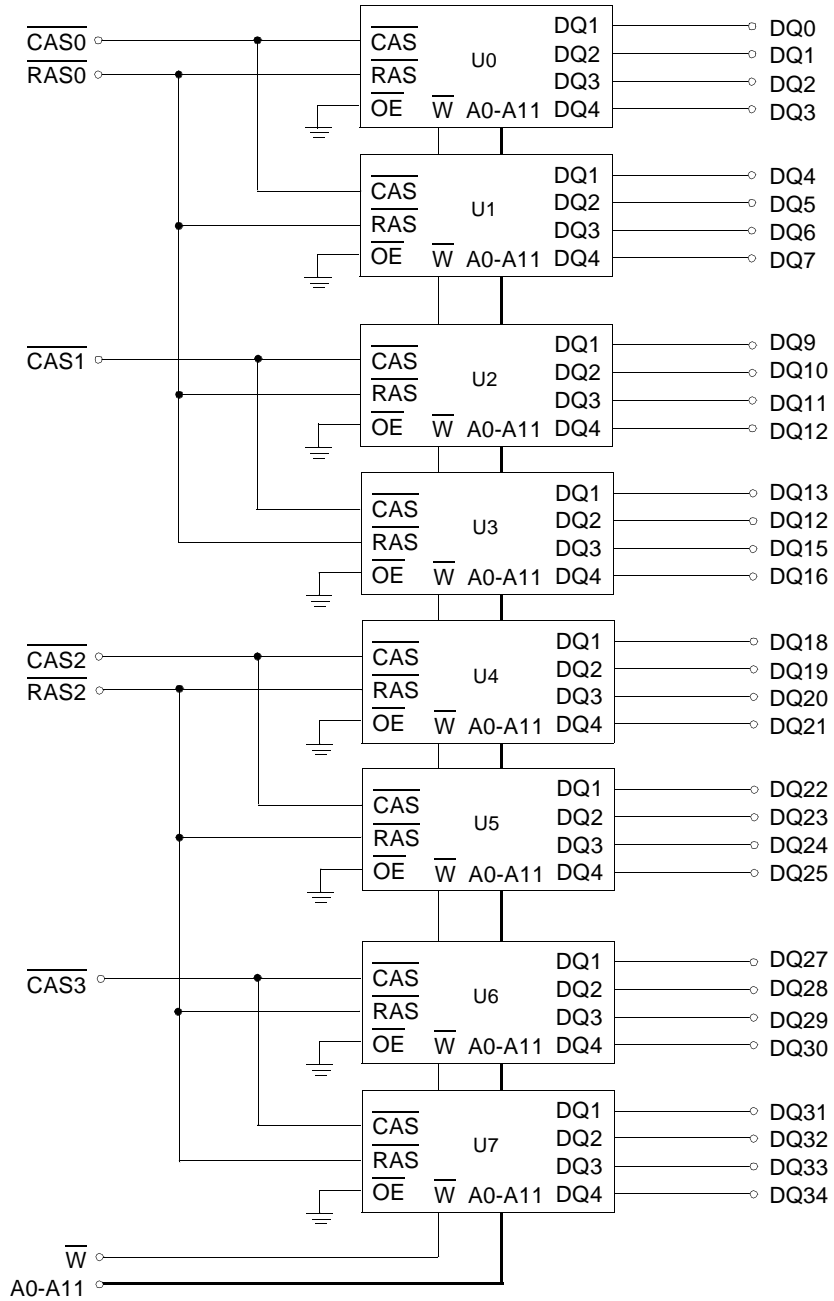 CAS0
RAS0
CAS
RAS
OE
W
A0-A11
U0
DQ1
DQ2
DQ3
DQ4
DQ0
DQ1
DQ2
DQ3
CAS
RAS
OE
W
A0-A11
U1
DQ1
DQ2
DQ3
DQ4
DQ4
DQ5
DQ6
DQ7
CAS1
CAS
RAS
OE
W
A0-A11
U2
DQ1
DQ2
DQ3
DQ4
DQ9
DQ10
DQ11
DQ12
CAS
RAS
OE
W
A0-A11
U3
DQ1
DQ2
DQ3
DQ4
DQ13
DQ12
DQ15
DQ16
CAS2
RAS2
CAS
RAS
OE
W
A0-A11
U4
DQ1
DQ2
DQ3
DQ4
DQ18
DQ19
DQ20
DQ21
CAS
RAS
OE
W
A0-A11
U5
DQ1
DQ2
DQ3
DQ4
DQ22
DQ23
DQ24
DQ25
CAS3
CAS
RAS
OE
W
A0-A11
U6
DQ1
DQ2
DQ3
DQ4
DQ27
DQ28
DQ29
DQ30
CAS
RAS
OE
W
A0-A11
U7
DQ1
DQ2
DQ3
DQ4
DQ31
DQ32
DQ33
DQ34
W
A0-A11